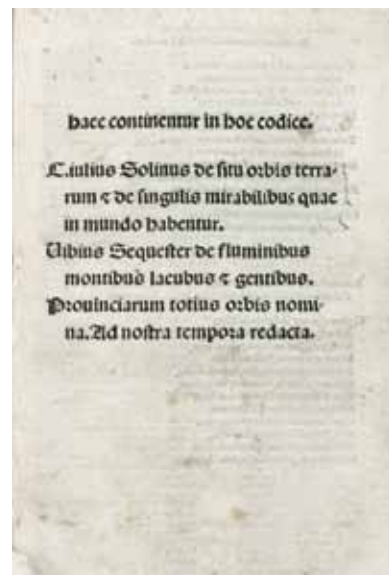 haec continentur in hoc codice.
C.iulius Solinus de situ orbis terra-
rum ⁊ de singulis mirabilibus quae
in mundo habentur.
Uibius Sequester de fluminibus
montibus lacubus ⁊ gentibus.
Prouinciarum totius orbis nomi-
na. Ad nostra tempora redacta.